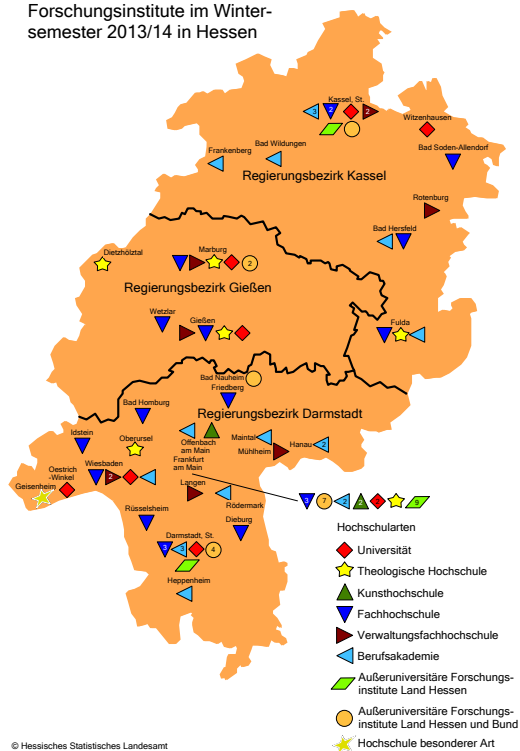 Forschungsinstitute im Winter-
semester 2013/14 in Hessen
Kassel, St.
3 2 2
Witzenhausen
Bad Soden-Allendorf
Bad Wildungen
Frankenberg
Regierungsbezirk Kassel
Rotenburg
Bad Hersfeld
Dietzhölztal
Marburg
2
Regierungsbezirk Gießen
Wetzlar
Gießen
Fulda
Bad Nauheim
Friedberg
Bad Homburg
Regierungsbezirk Darmstadt
Idstein
Oberursel
Offenbach
am Main
Maintal
Hanau
2
Mühlheim
Frankfurt
am Main
Oestrich
-Winkel
Wiesbaden
2
Geisenheim
Langen
Rödermark
3 7 2 2 2 9
Rüsselsheim
Dieburg
Darmstadt, St.
3 3 4
Heppenheim
Hochschularten
Universität
Theologische Hochschule
Kunsthochschule
Fachhochschule
Verwaltungsfachhochschule
Berufsakademie
Außeruniversitäre Forschungs-
institute Land Hessen
Außeruniversitäre Forschungs-
institute Land Hessen und Bund
Hochschule besonderer Art
© Hessisches Statistisches Landesamt